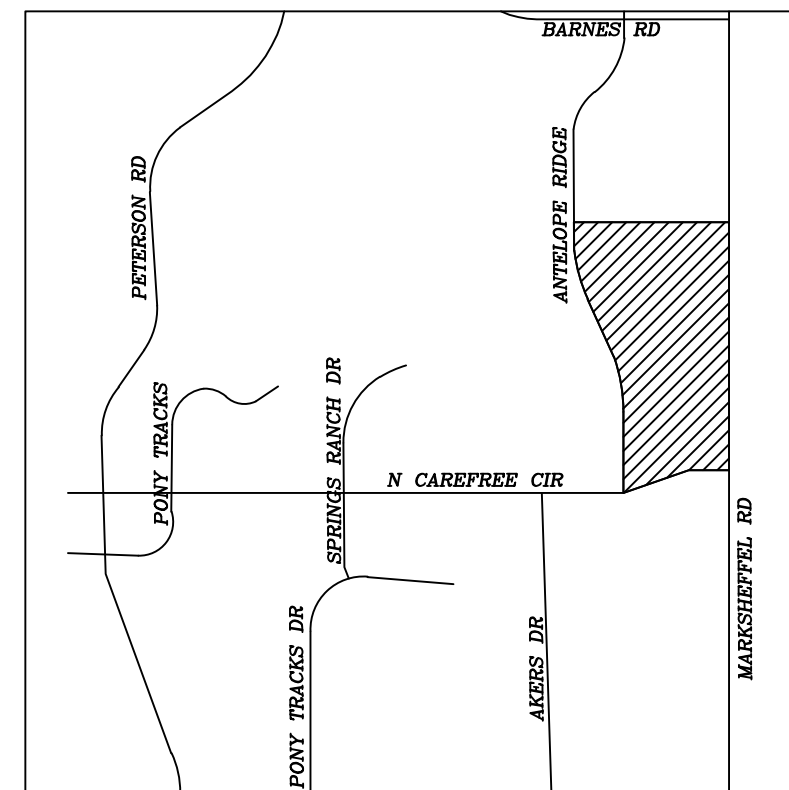 BARNES RD
PETERSON RD
ANTELOPE RIDGE
PONY TRACKS
SPRINGS RANCH DR
N CAREFREE CIR
MARKSHEFFEL RD
PONY TRACKS DR
AKERS DR